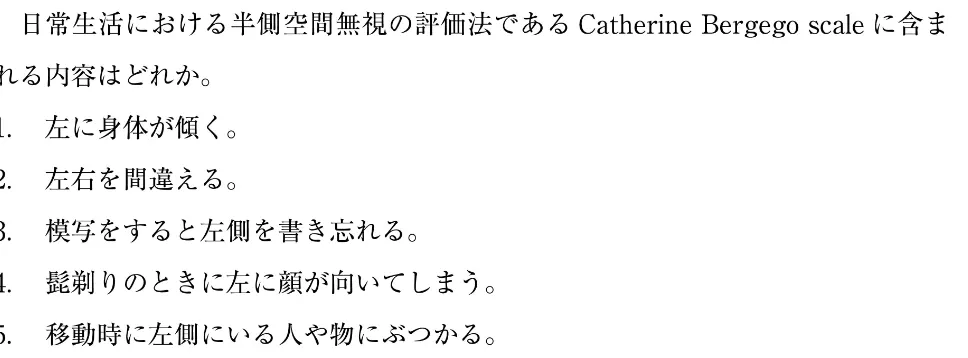 日常生活における半側空間無視の評価法である Catherine Bergego scale に含ま
れる内容はどれか。
1. 左に身体が傾く。
2. 左右を間違える。
3. 模写をすると左側を書き忘れる。
4. 髭剃りのときに左に顔が向いてしまう。
5. 移動時に左側にいる人や物にぶつかる。